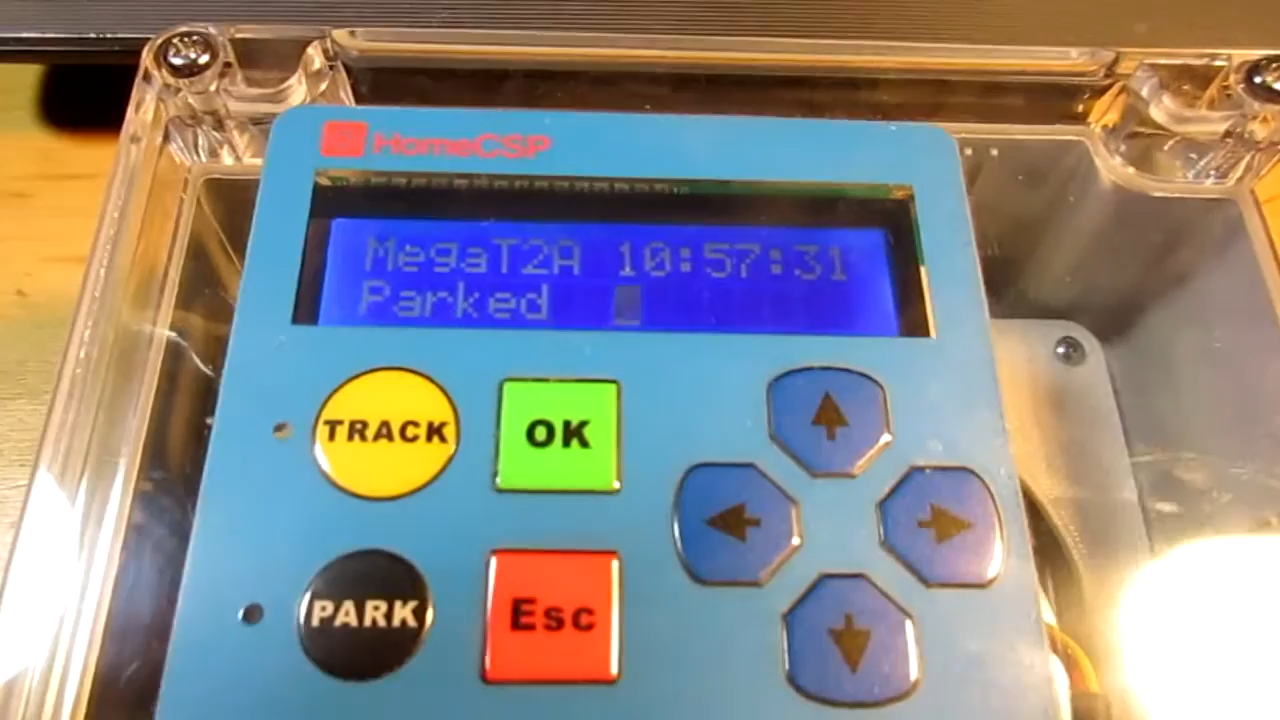 HomeCSP
MegaT2A 10:57:31
Parked
TRACK
OK
PARK
Esc